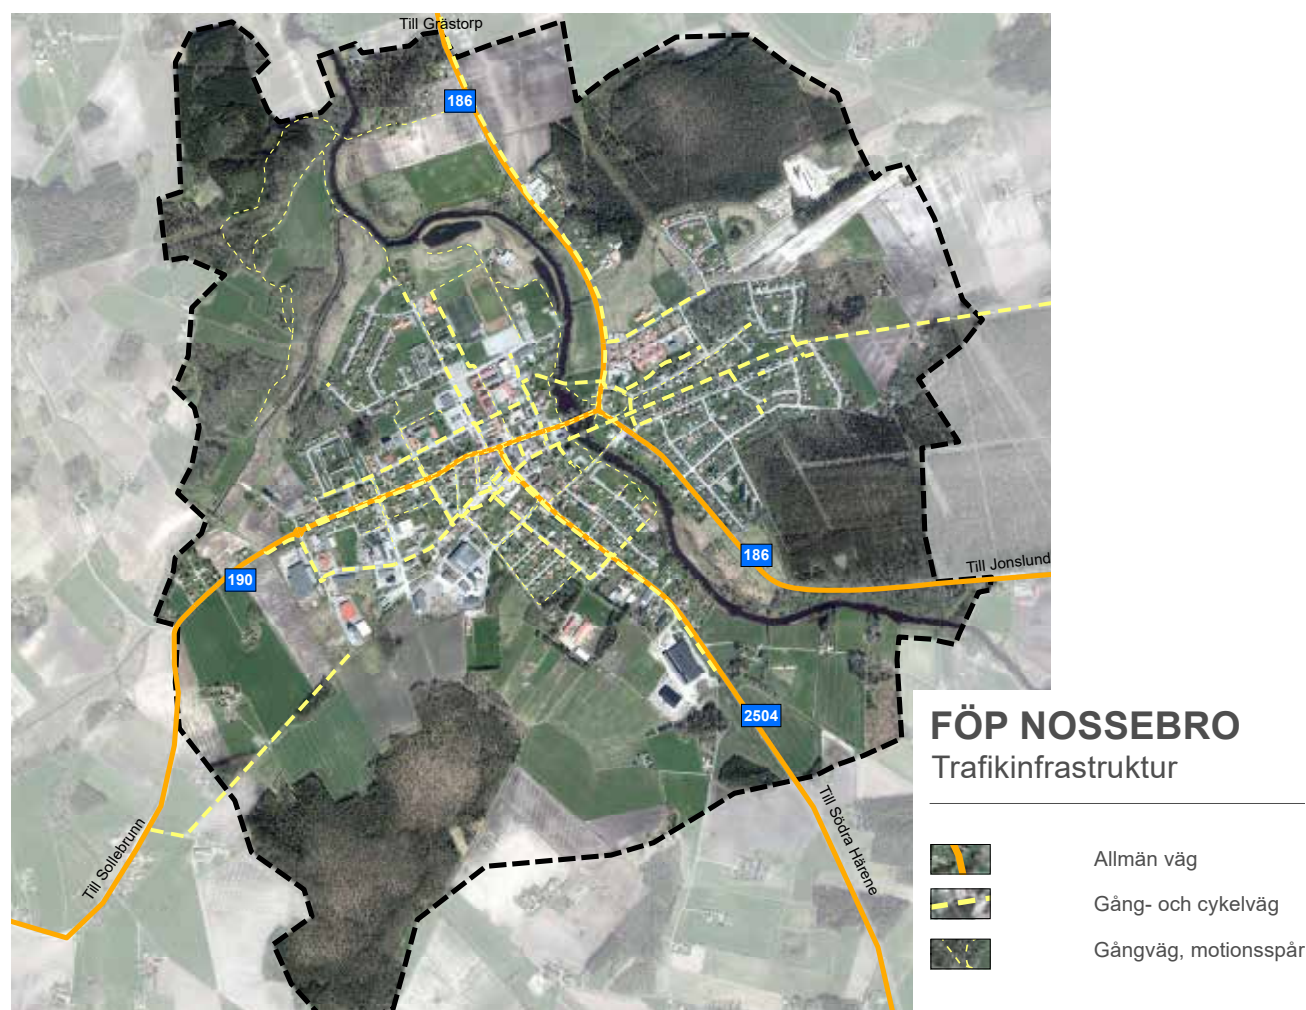 Till Grästorp
186
186
Till Jonslund
190
2504
FÖP NOSSEBRO
Trafikinfrastruktur
Till Sollebrunn
Till Södra Härene
Allmän väg
Gång- och cykelväg
Gångväg, motionsspår